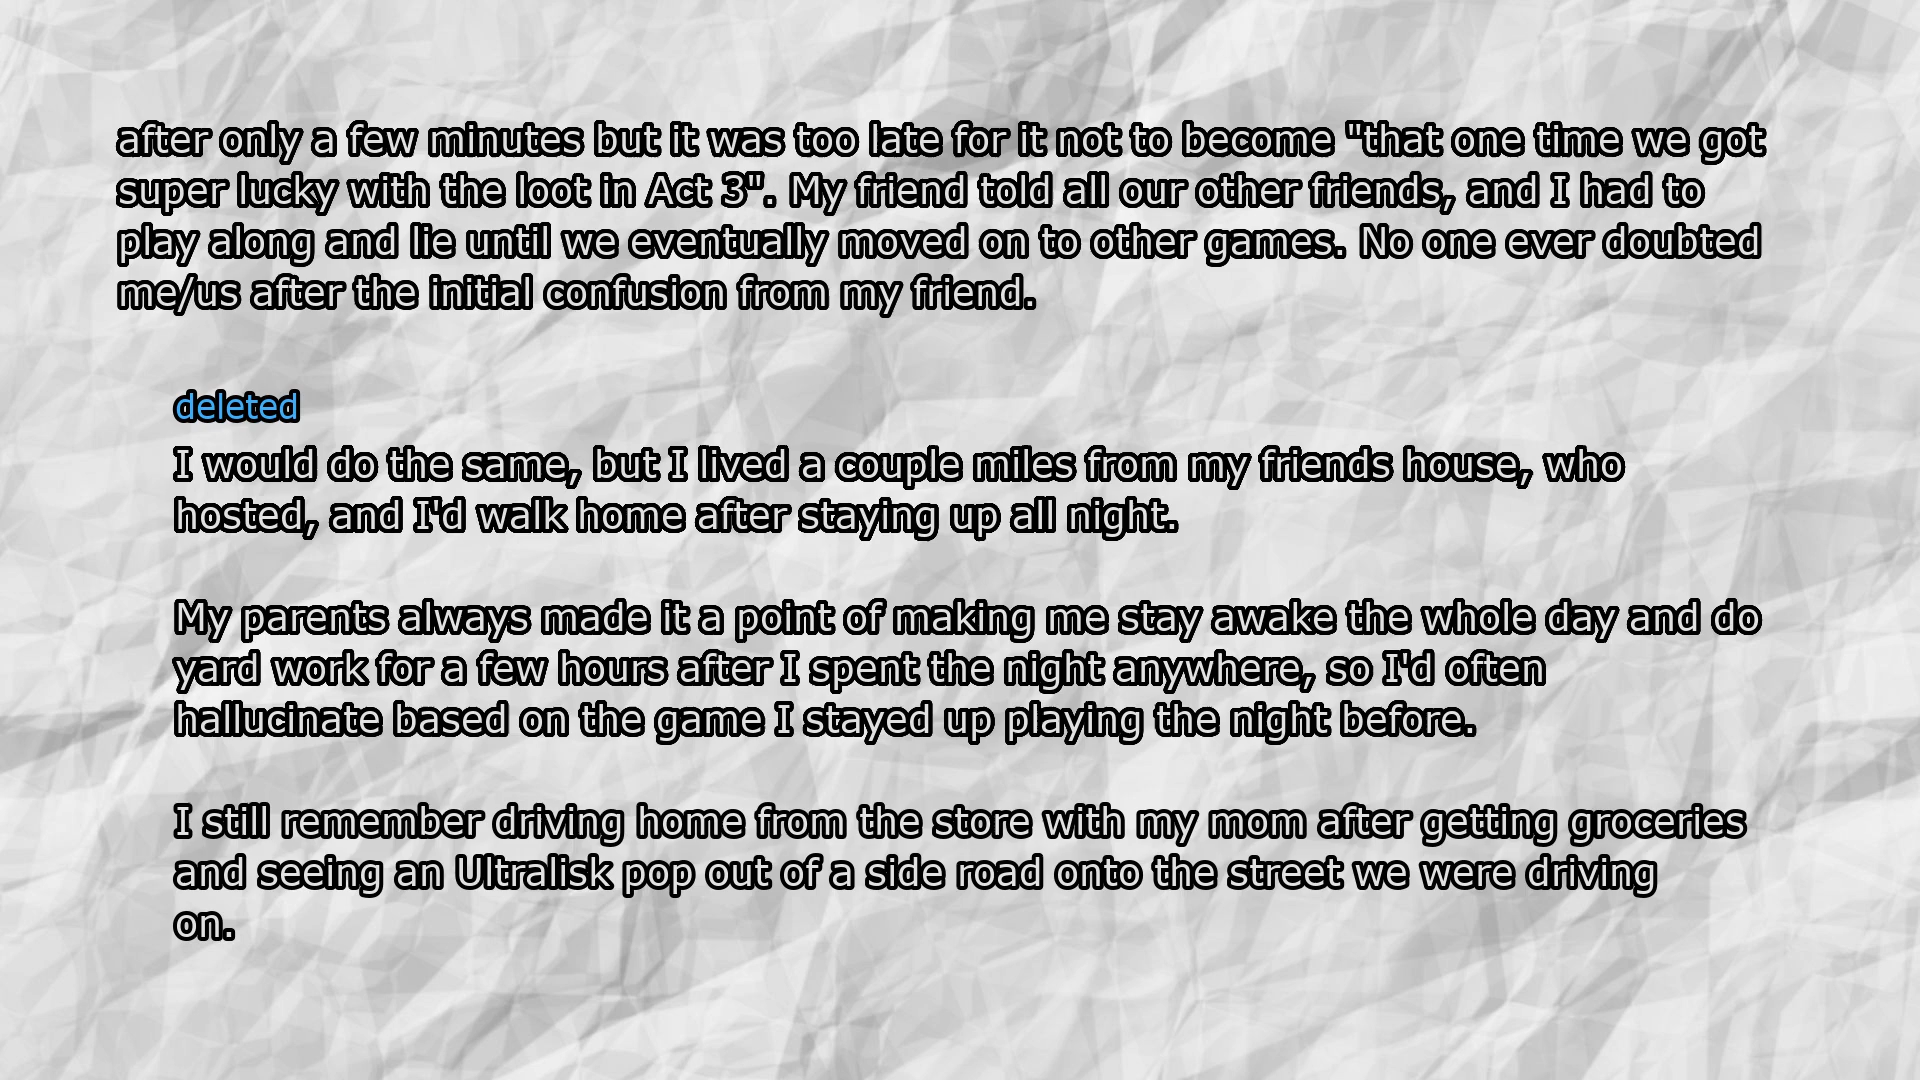 after only a few minutes but it was too late for it not to become "that one time we got
super lucky with the loot in Act 3". My friend told all our other friends, and I had to
play along and lie until we eventually moved on to other games. No one ever doubted
me/us after the initial confusion from my friend.
deleted
I would do the same, but I lived a couple miles from my friends house, who
hosted, and I'd walk home after staying up all night.
My parents always made it a point of making me stay awake the whole day and do
yard work for a few hours after I spent the night anywhere, so I'd often
hallucinate based on the game I stayed up playing the night before.
I still remember driving home from the store with my mom after getting groceries
and seeing an Ultralisk pop out of a side road onto the street we were driving
on.